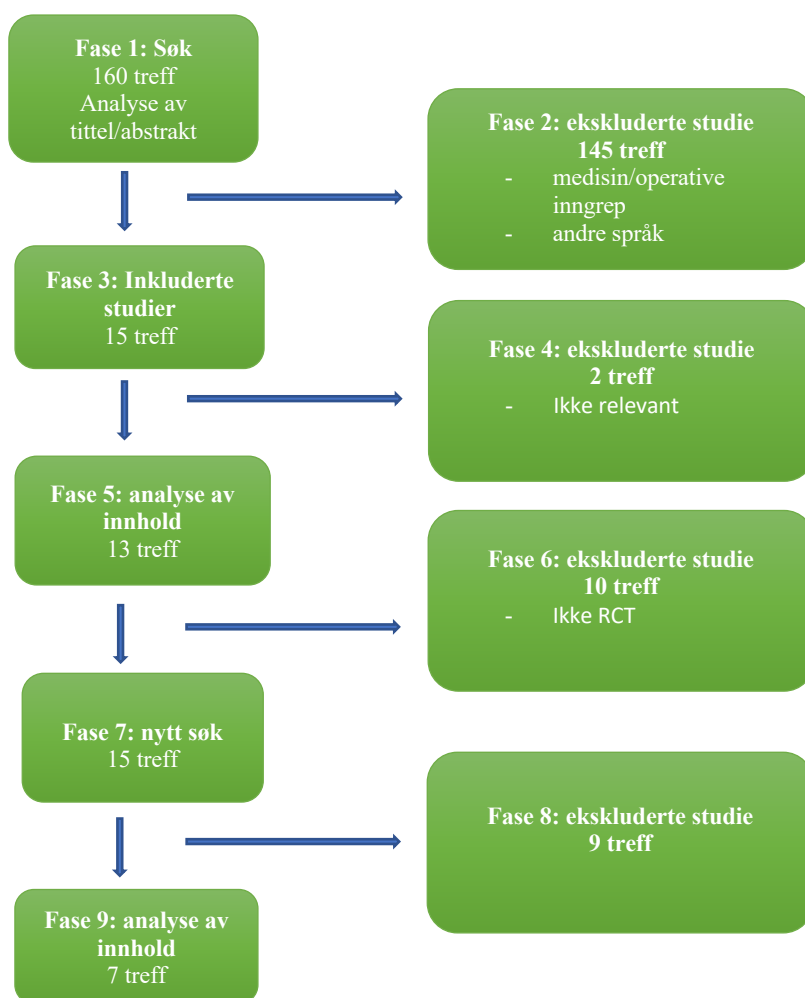 Fase 1: Søk
160 treff
Analyse av
tittel/abstrakt
Fase 2: ekskluderte studie
145 treff
- medisin/operative
inngrep
- andre språk
Fase 3: Inkluderte
studier
15 treff
Fase 4: ekskluderte studie
2 treff
- Ikke relevant
Fase 5: analyse av
innhold
13 treff
Fase 6: ekskluderte studie
10 treff
- Ikke RCT
Fase 7: nytt søk
15 treff
Fase 8: ekskluderte studie
9 treff
Fase 9: analyse av
innhold
7 treff